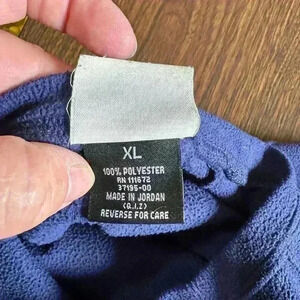 XL
100% POLYESTER
RN 111672
37195-00
MADE IN JORDAN
(Q.I.Z)
REVERSE FOR CARE